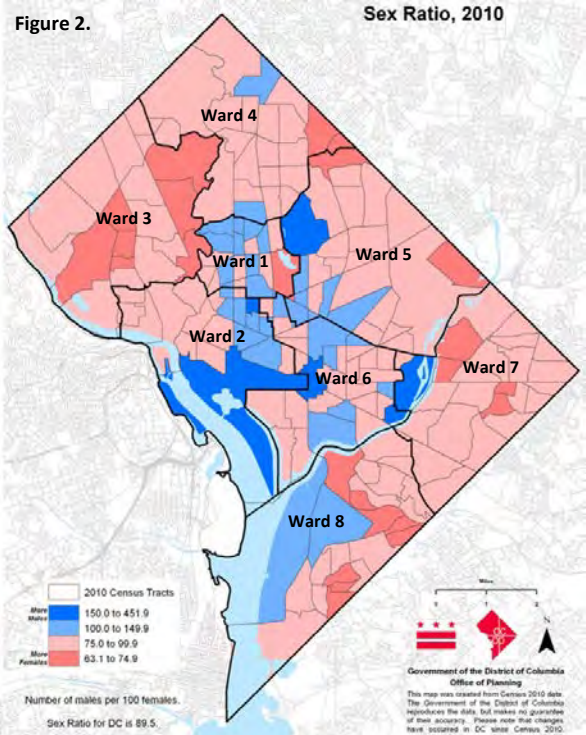 Figure 2.
Sex Ratio, 2010
Ward 4
Ward 3
Ward 5
Ward 1
Ward 2
Ward 7
Ward 6
Ward 8
2010 Census Tracts
More Males
150.0 to 451.9
100.0 to 149.9
75.0 to 99.9
More Females
63.1 to 74.9
Number of males per 100 females.
Sex Ratio for DC is 89.5.
Miles
0 1 2
N
Government of the District of Columbia
Office of Planning
This map was created from Census 2010 data.
The Government of the District of Columbia
reproduces the data, but makes no guarantee
of their accuracy. Please note that changes
have occurred in DC since Census 2010.